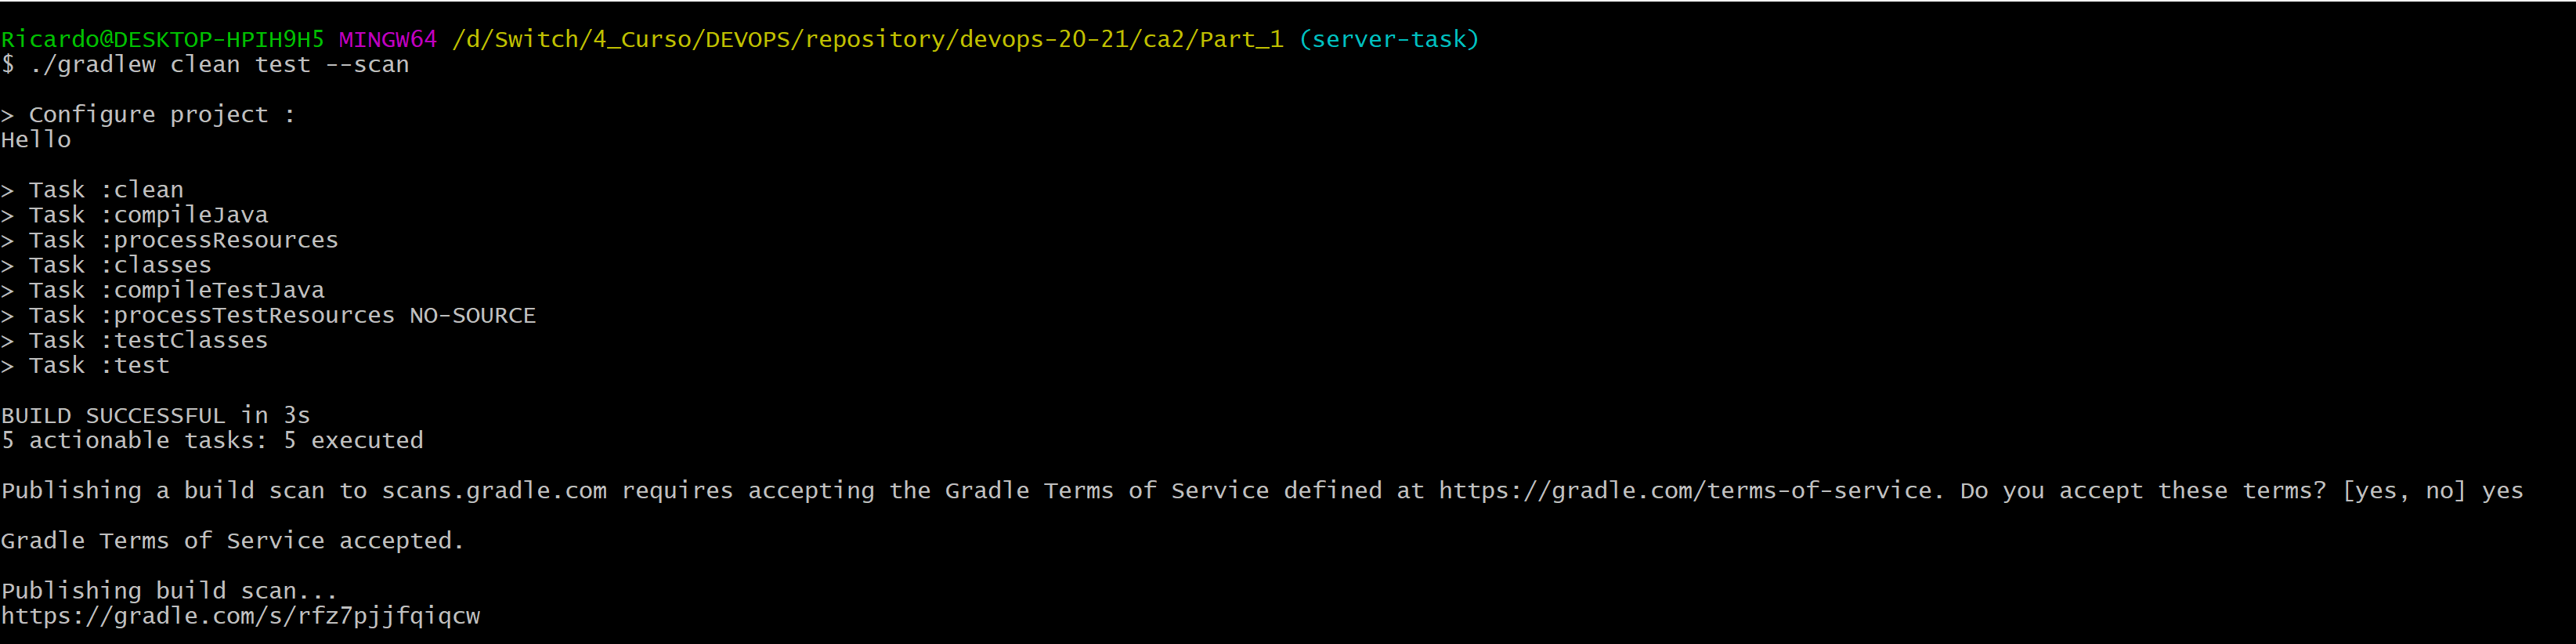 Ricardo@DESKTOP-HPIH9H5 MINGW64 /d/Switch/4_Curso/DEVOPS/repository/devops-20-21/ca2/Part_1 (server-task)
$ ./gradlew clean test --scan
> Configure project :
Hello
> Task :clean
> Task :compileJava
> Task :processResources
> Task :classes
> Task :compileTestJava
> Task :processTestResources NO-SOURCE
> Task :testClasses
> Task :test
BUILD SUCCESSFUL in 3s
5 actionable tasks: 5 executed
Publishing a build scan to scans.gradle.com requires accepting the Gradle Terms of Service defined at https://gradle.com/terms-of-service. Do you accept these terms? [yes, no] yes
Gradle Terms of Service accepted.
Publishing build scan...
https://gradle.com/s/rfz7pjjfqiqcw